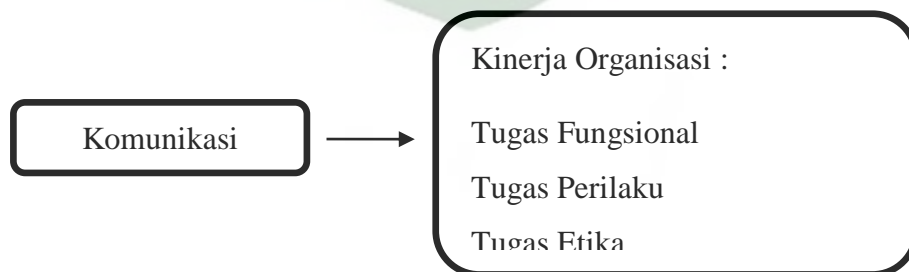 Komunikasi
Kinerja Organisasi :
Tugas Fungsional
Tugas Perilaku
Tugas Etika